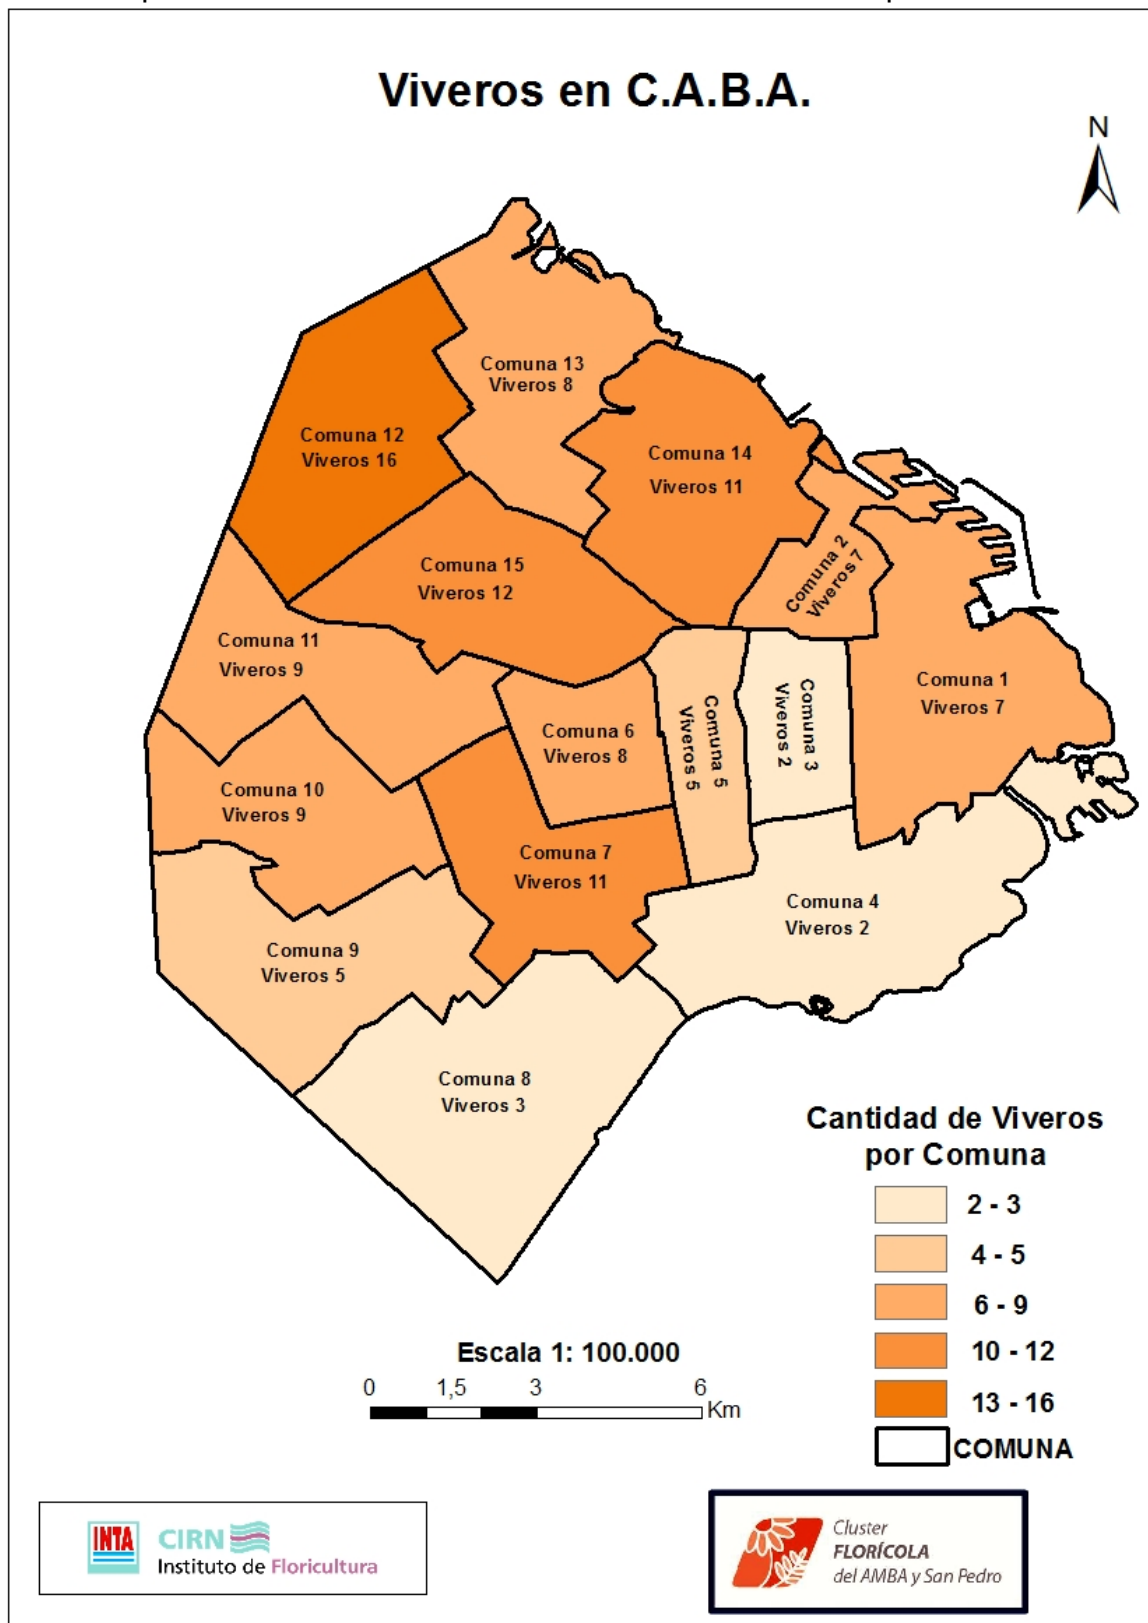 Viveros en C.A.B.A.
N
Comuna 13
Viveros 8
Comuna 12
Viveros 16
Comuna 14
Viveros 11
Comuna 2
Viveros 7
Comuna 15
Viveros 12
Comuna 11
Viveros 9
Comuna 1
Viveros 7
Comuna 6
Viveros 8
Comuna 5
Viveros 5
Comuna 3
Viveros 2
Comuna 10
Viveros 9
Comuna 7
Viveros 11
Comuna 4
Viveros 2
Comuna 9
Viveros 5
Comuna 8
Viveros 3
Cantidad de Viveros
por Comuna
2 - 3
4 - 5
6 - 9
10 - 12
13 - 16
COMUNA
Escala 1: 100.000
0 1,5 3 6
Km
INTA
CIRN
Instituto de Floricultura
Cluster
FLORÍCOLA
del AMBA y San Pedro